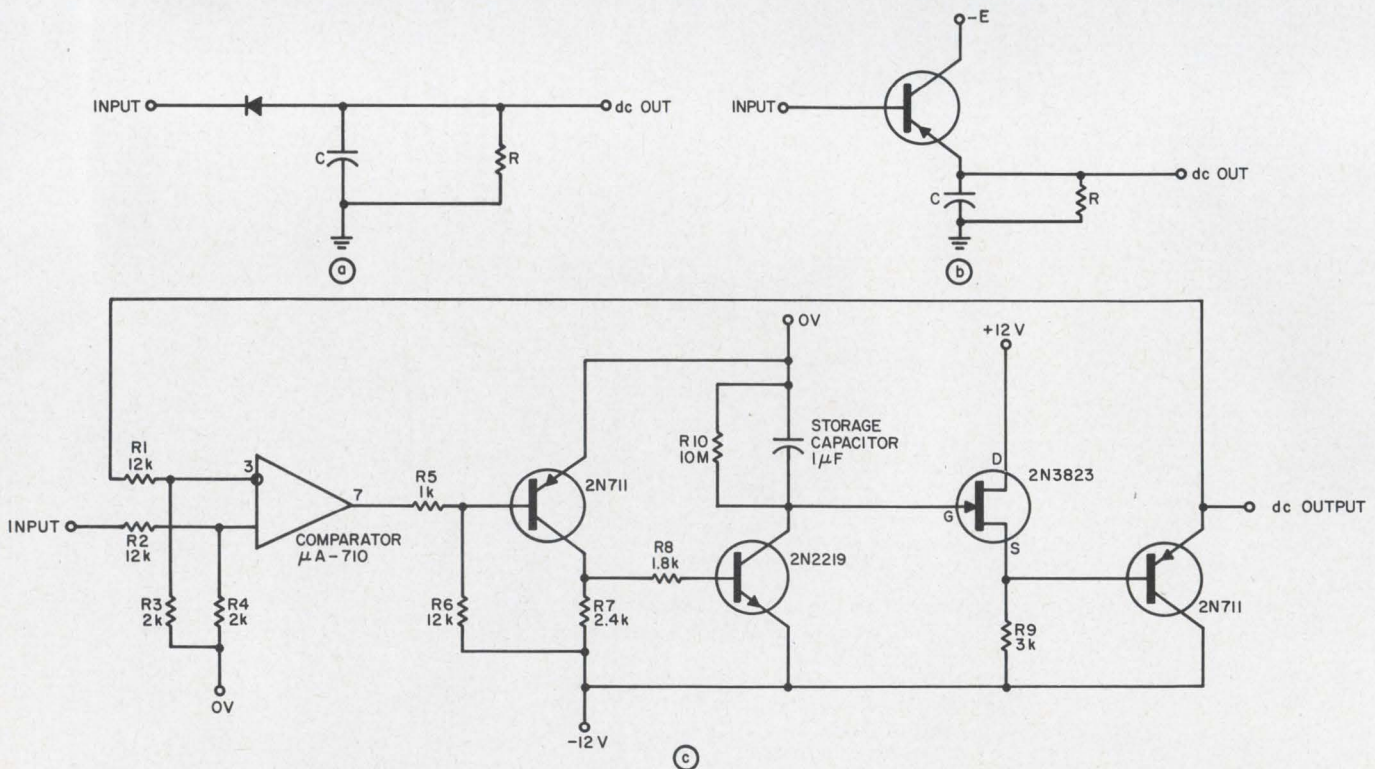 INPUT
C
R
dc OUT
a
-E
INPUT
C
R
dc OUT
b
R1
12k
INPUT
R2
12k
R3
2k
R4
2k
0V
3
7
COMPARATOR
μA-710
R5
1k
R6
12k
2N711
R7
2.4k
-12 V
R8
1.8k
0V
R10
10M
STORAGE
CAPACITOR
1μF
2N2219
+12 V
D
G
S
2N3823
R9
3k
dc OUTPUT
2N711
c